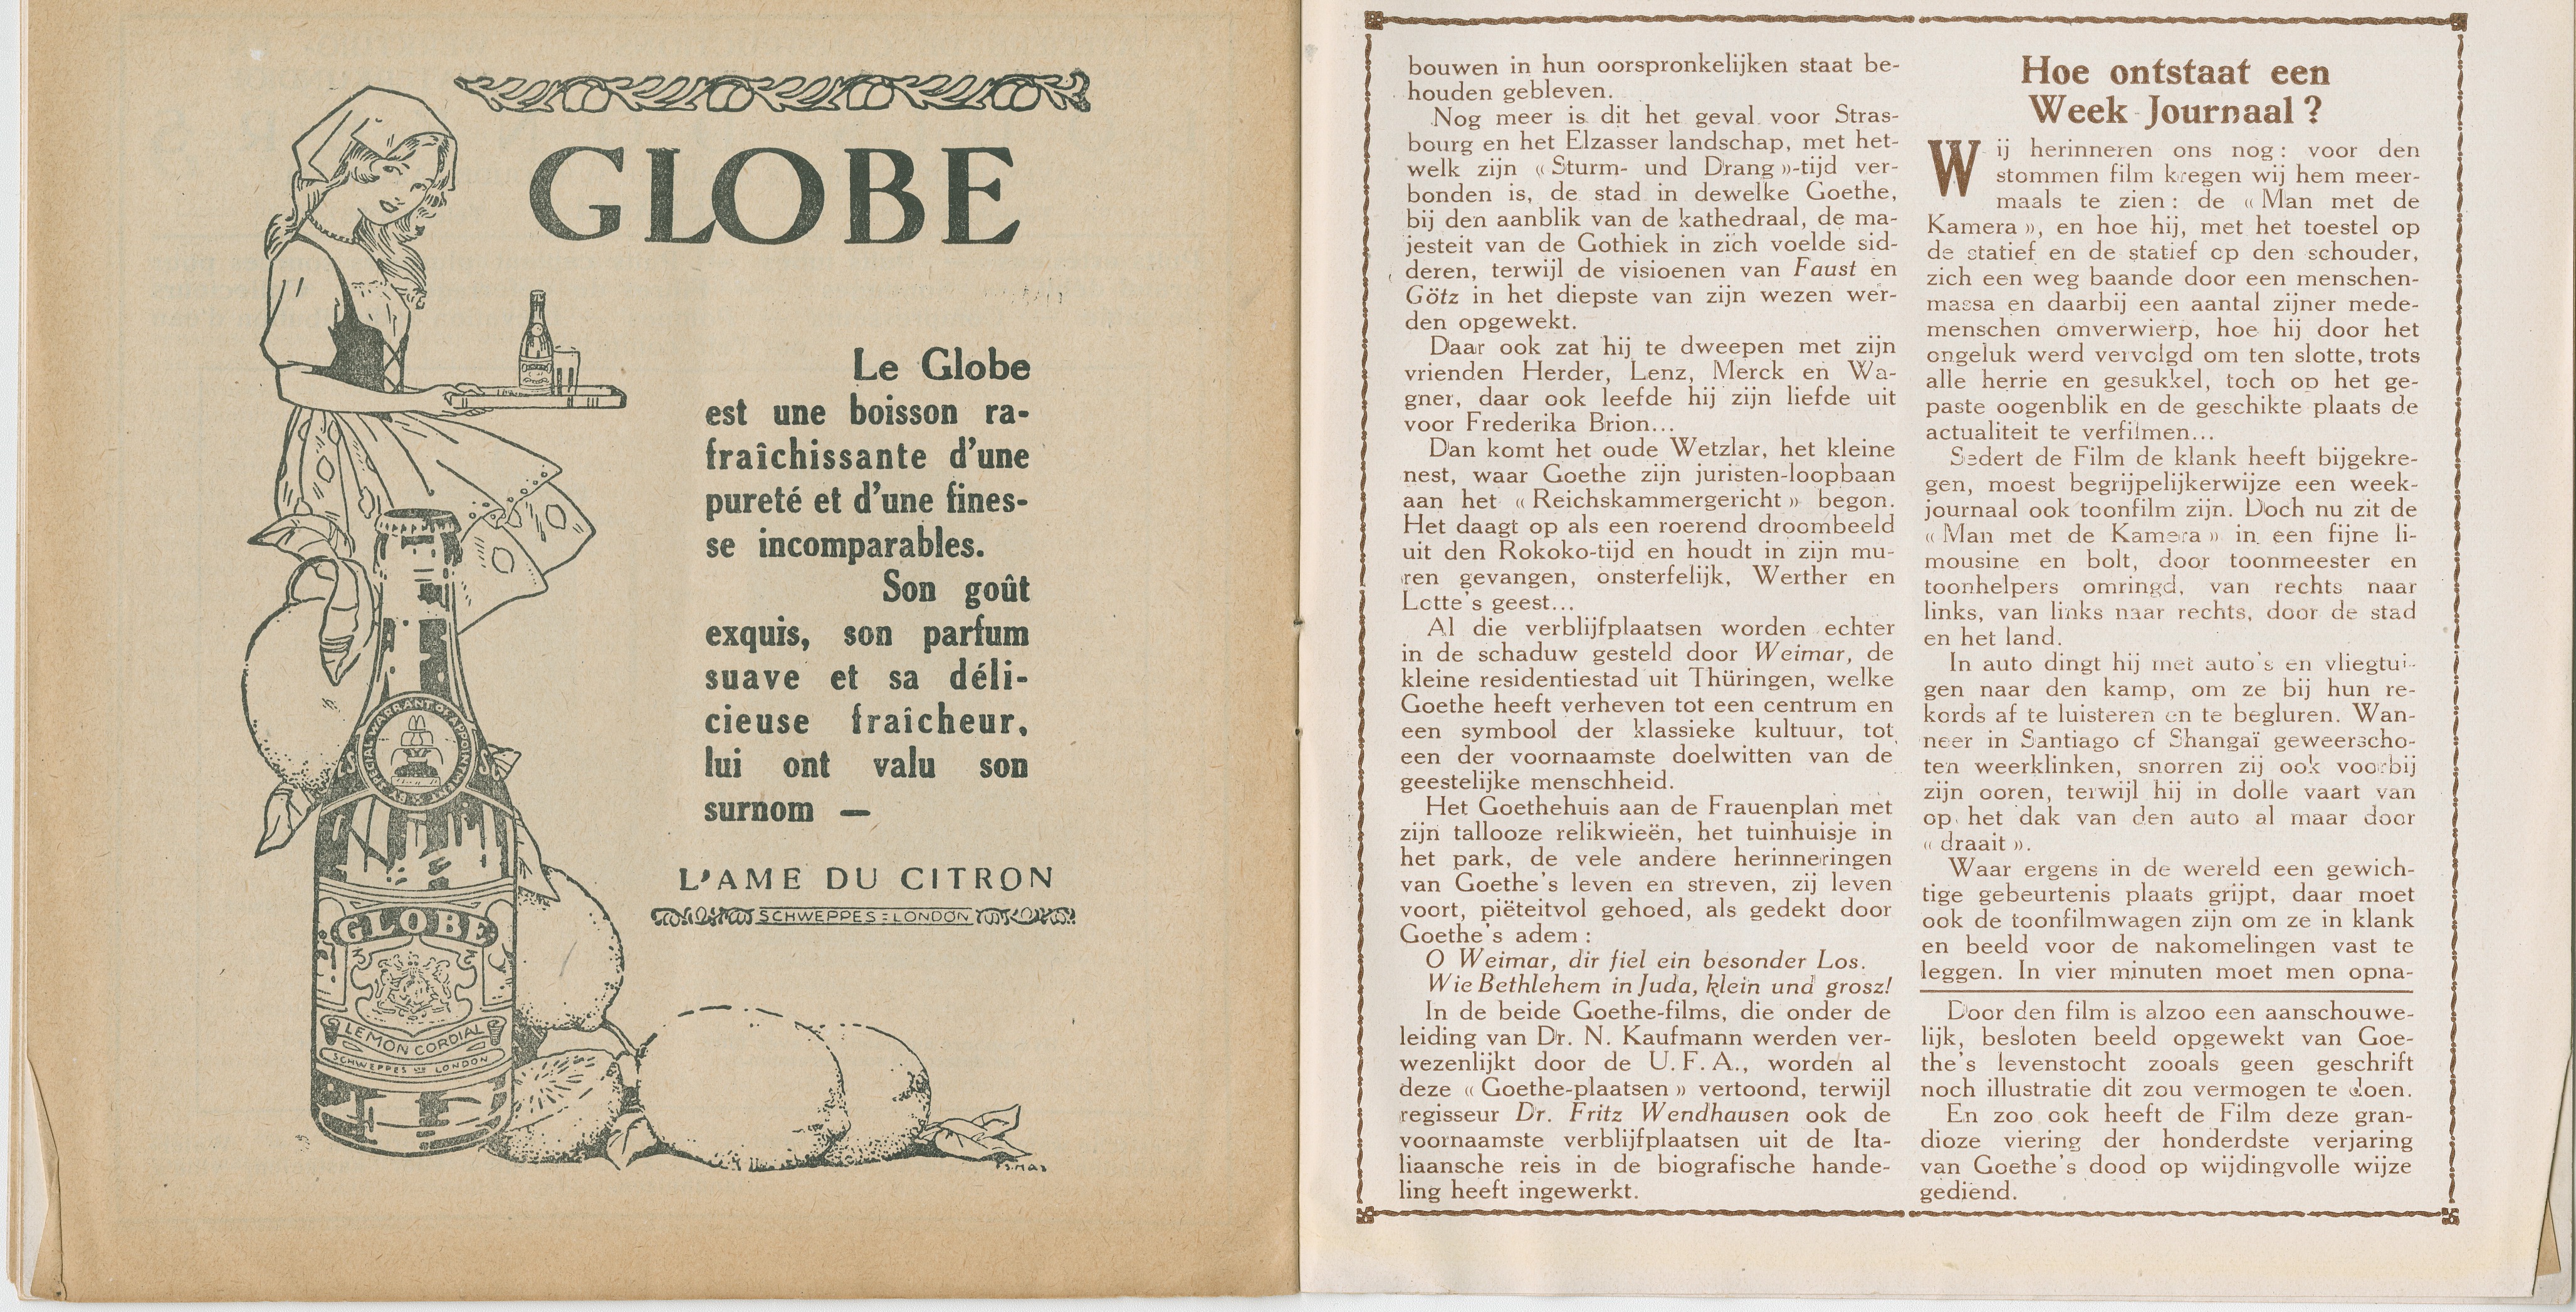 GLOBE
Le Globe
est une boisson ra-
fraîchissante d'une
pureté et d'une fines-
se incomparables.
Son goût
exquis, son parfum
suave et sa déli-
cieuse fraîcheur,
lui ont valu son
surnom —
L'AME DU CITRON
SCHWEPPES = LONDON
BY SPECIAL WARRANT OF APPOINTMENT
GLOBE
LEMON CORDIAL
SCHWEPPES LONDON
bouwen in hun oorspronkelijken staat be-
houden gebleven.
Nog meer is dit het geval voor Stras-
bourg en het Elzasser landschap, met het-
welk zijn « Sturm- und Drang »-tijd ver-
bonden is, de stad in dewelke Goethe,
bij den aanblik van de kathedraal, de ma-
jesteit van de Gothiek in zich voelde sid-
deren, terwijl de visioenen van Faust en
Götz in het diepste van zijn wezen wer-
den opgewekt.
Daar ook zat hij te dweepen met zijn
vrienden Herder, Lenz, Merck en Wa-
gner, daar ook leefde hij zijn liefde uit
voor Frederika Brion...
Dan komt het oude Wetzlar, het kleine
nest, waar Goethe zijn juristen-loopbaan
aan het « Reichskammergericht » begon.
Het daagt op als een roerend droombeeld
uit den Rokoko-tijd en houdt in zijn mu-
ren gevangen, onsterfelijk, Werther en
Lotte's geest...
Al die verblijfplaatsen worden echter
in de schaduw gesteld door Weimar, de
kleine residentiestad uit Thüringen, welke
Goethe heeft verheven tot een centrum en
een symbool der klassieke kultuur, tot
een der voornaamste doelwitten van de
geestelijke menschheid.
Het Goethehuis aan de Frauenplan met
zijn tallooze relikwieën, het tuinhuisje in
het park, de vele andere herinneringen
van Goethe's leven en streven, zij leven
voort, piëteitvol gehoed, als gedekt door
Goethe's adem :
O Weimar, dir fiel ein besonder Los.
Wie Bethlehem in Juda, klein und grosz!
In de beide Goethe-films, die onder de
leiding van Dr. N. Kaufmann werden ver-
wezenlijkt door de U. F. A., worden al
deze « Goethe-plaatsen » vertoond, terwijl
regisseur Dr. Fritz Wendhausen ook de
voornaamste verblijfplaatsen uit de Ita-
liaansche reis in de biografische hande-
ling heeft ingewerkt.
Hoe ontstaat een
Week Journaal ?
Wij herinneren ons nog : voor den
stommen film kregen wij hem meer-
maals te zien : de « Man met de
Kamera », en hoe hij, met het toestel op
de statief en de statief op den schouder,
zich een weg baande door een menschen-
massa en daarbij een aantal zijner mede-
menschen omverwierp, hoe hij door het
ongeluk werd vervolgd om ten slotte, trots
alle herrie en gesukkel, toch op het ge-
paste oogenblik en de geschikte plaats de
actualiteit te verfilmen...
Sedert de Film de klank heeft bijgekre-
gen, moest begrijpelijkerwijze een week-
journaal ook toonfilm zijn. Doch nu zit de
« Man met de Kamera » in een fijne li-
mousine en bolt, door toonmeester en
toonhelpers omringd, van rechts naar
links, van links naar rechts, door de stad
en het land.
In auto dingt hij met auto's en vliegtui-
gen naar den kamp, om ze bij hun re-
kords af te luisteren en te begluren. Wan-
neer in Santiago of Shangaï geweerscho-
ten weerklinken, snorren zij ook voorbij
zijn ooren, terwijl hij in dolle vaart van
op het dak van den auto al maar door
« draait ».
Waar ergens in de wereld een gewich-
tige gebeurtenis plaats grijpt, daar moet
ook de toonfilmwagen zijn om ze in klank
en beeld voor de nakomelingen vast te
leggen. In vier minuten moet men opna-
Door den film is alzoo een aanschouwe-
lijk, besloten beeld opgewekt van Goe-
the's levenstocht zooals geen geschrift
noch illustratie dit zou vermogen te doen.
En zoo ook heeft de Film deze gran-
dioze viering der honderdste verjaring
van Goethe's dood op wijdingvolle wijze
gediend.